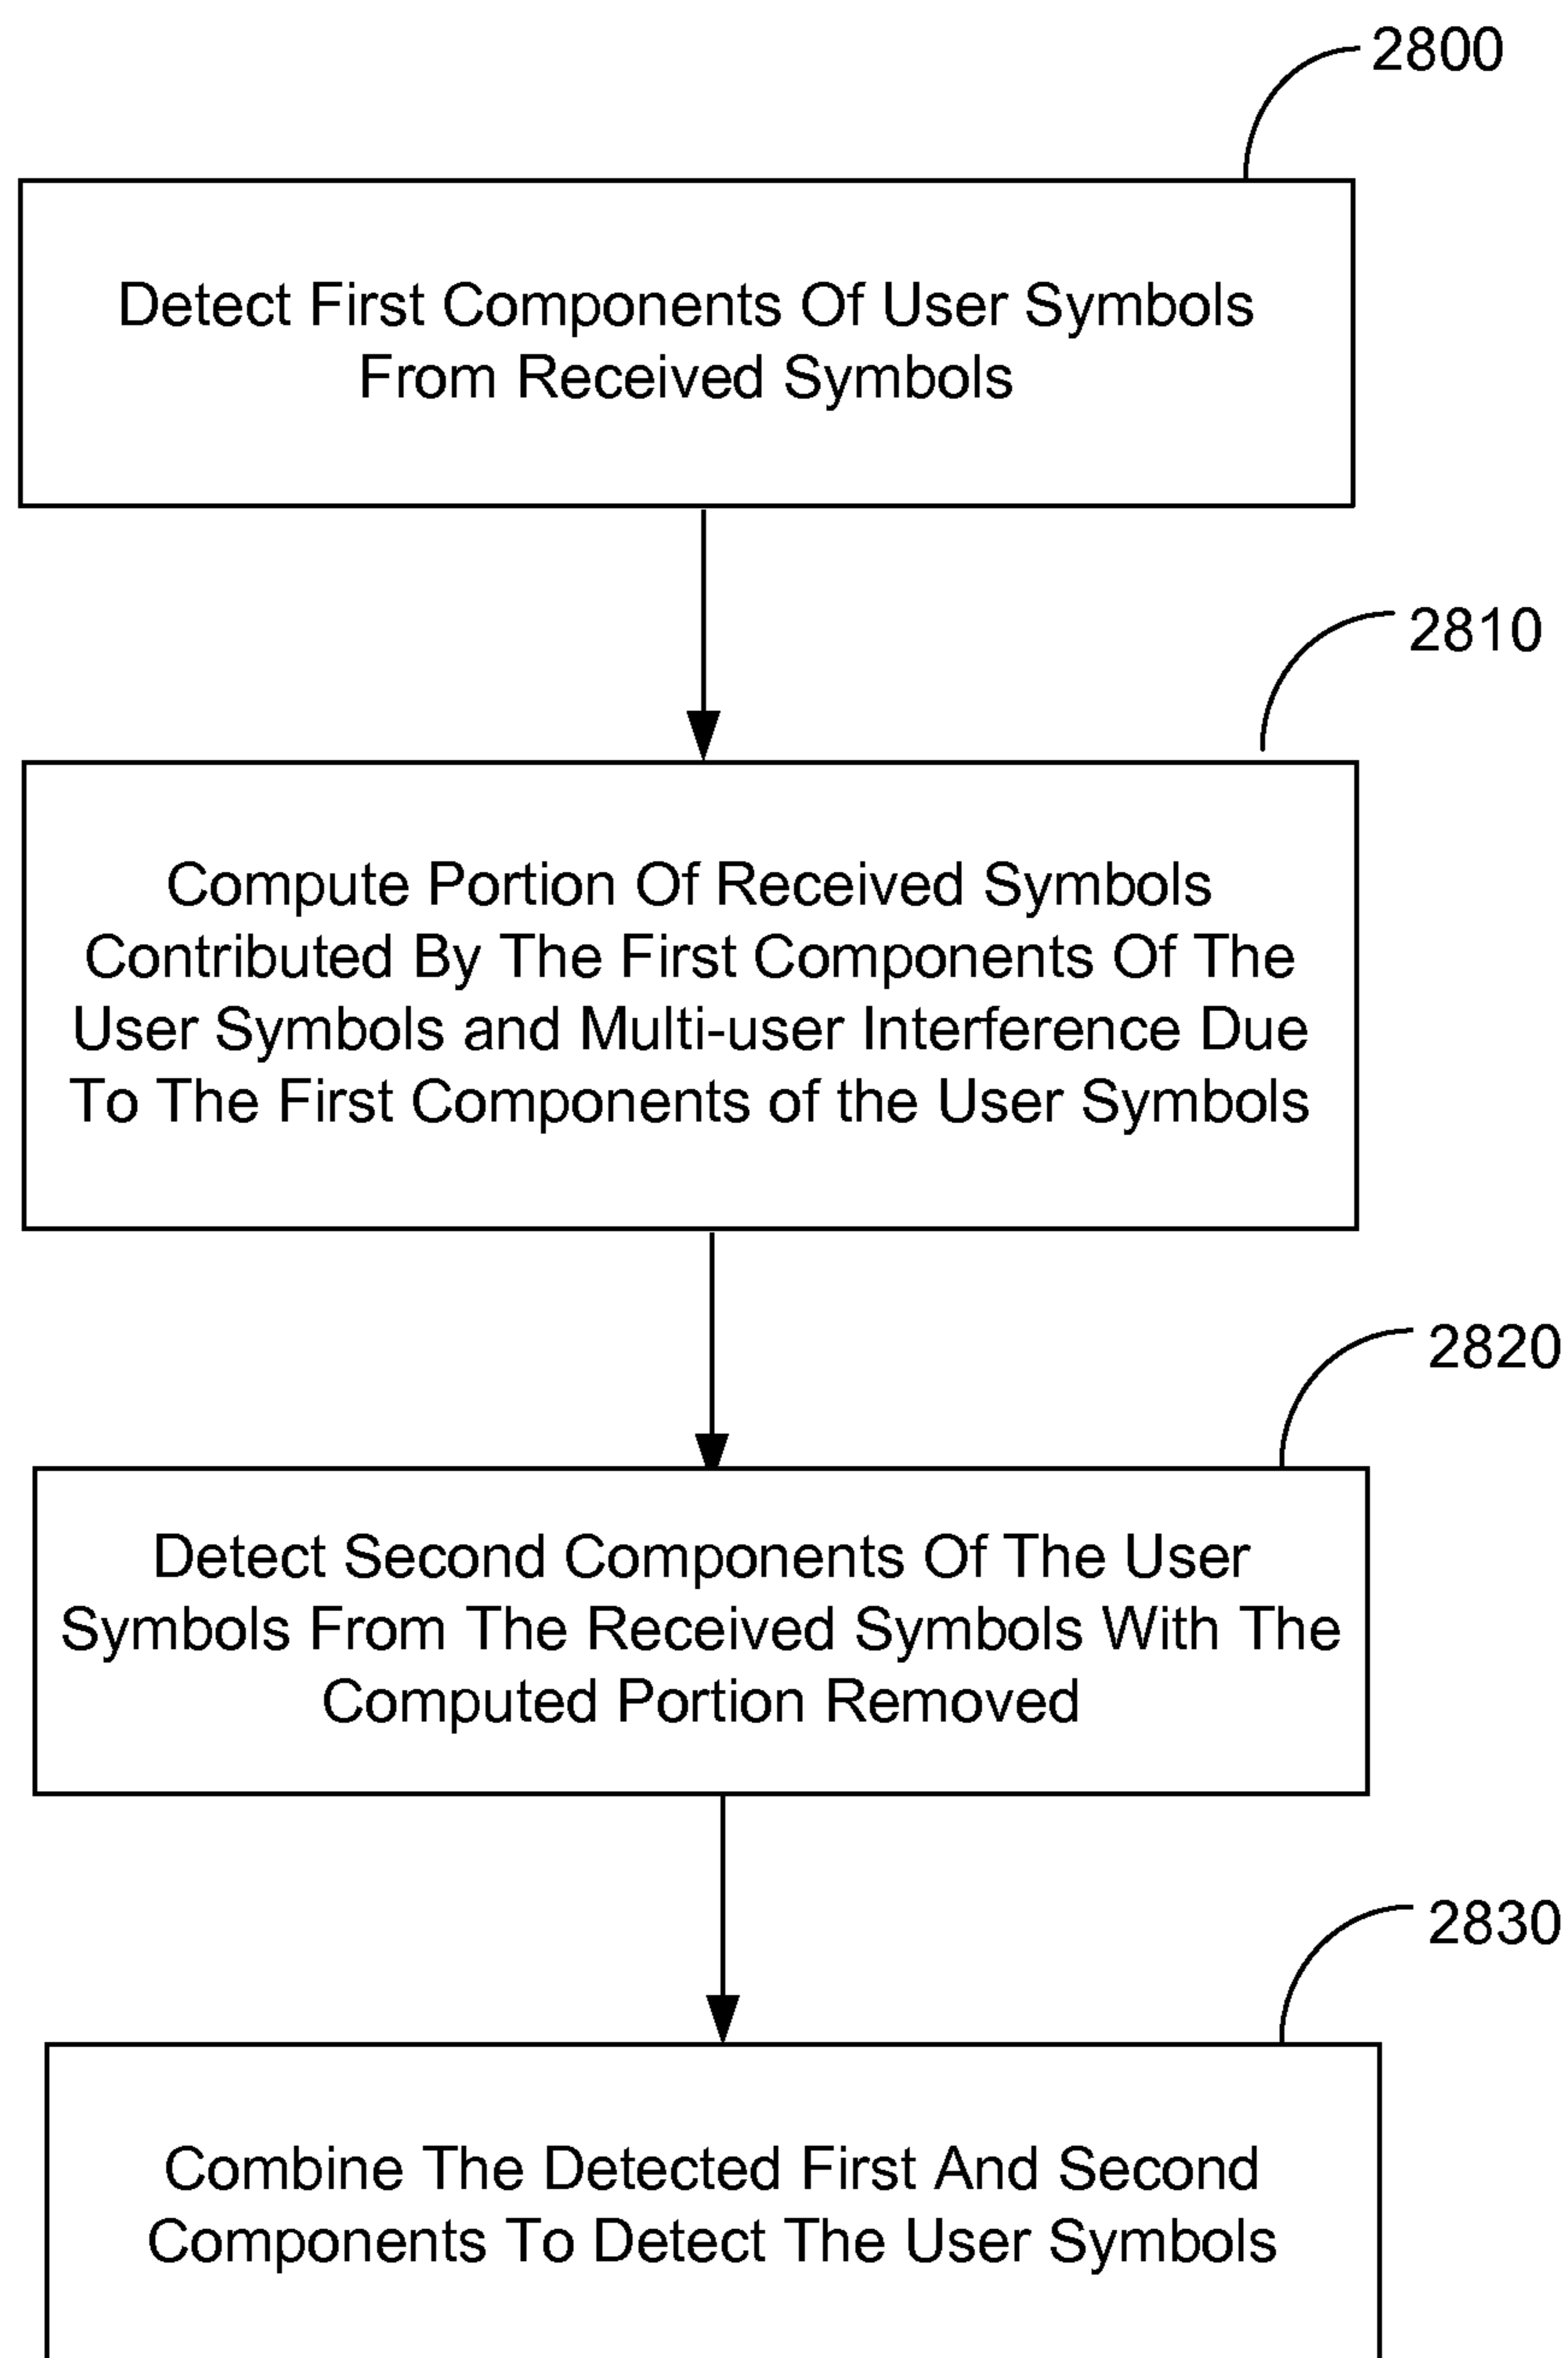 2800
Detect First Components Of User Symbols
From Received Symbols
2810
Compute Portion Of Received Symbols
Contributed By The First Components Of The
User Symbols and Multi-user Interference Due
To The First Components of the User Symbols
2820
Detect Second Components Of The User
Symbols From The Received Symbols With The
Computed Portion Removed
2830
Combine The Detected First And Second
Components To Detect The User Symbols